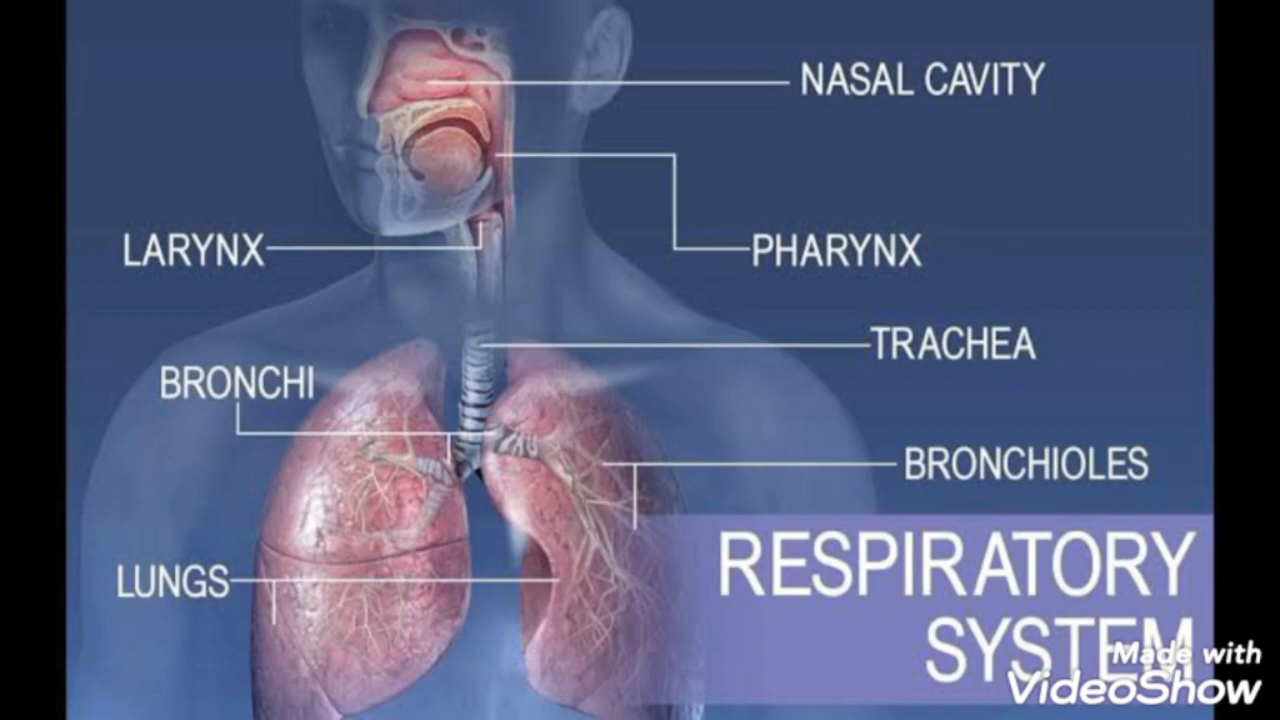 NASAL CAVITY
LARYNX
PHARYNX
TRACHEA
BRONCHI
BRONCHIOLES
LUNGS
RESPIRATORY
SYSTEM
Made with
VideoShow